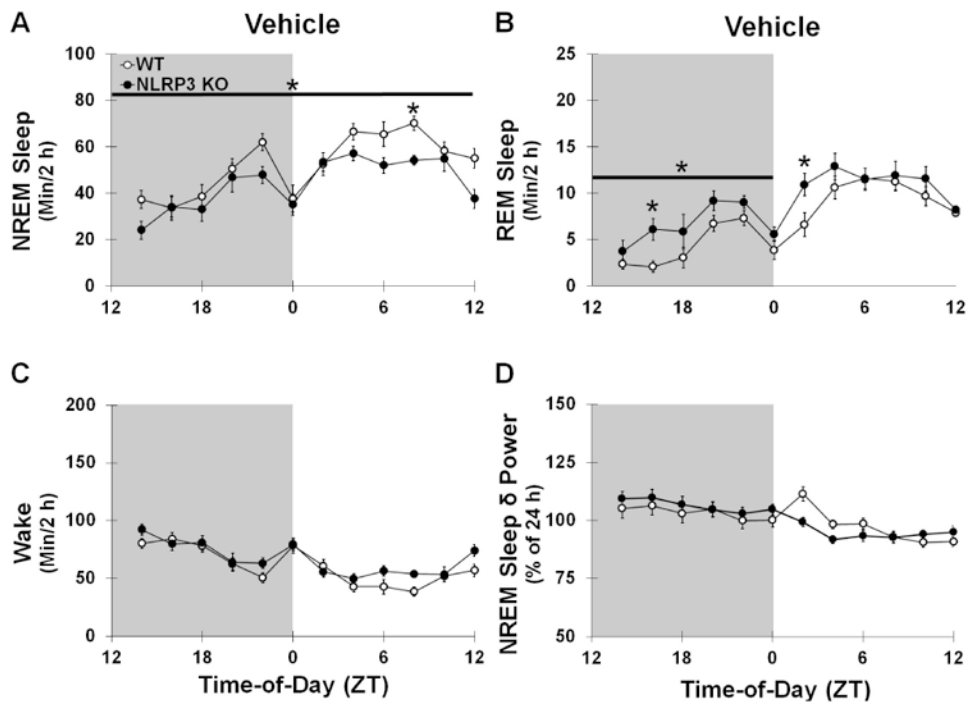 A
Vehicle
100
80
60
40
20
0
NREM Sleep
(Min/2 h)
WT
NLRP3 KO
*
*
12
18
0
6
12
B
Vehicle
25
20
15
10
5
0
REM Sleep
(Min/2 h)
*
*
*
12
18
0
6
12
C
200
150
100
50
0
Wake
(Min/2 h)
12
18
0
6
12
Time-of-Day (ZT)
D
150
125
100
75
50
NREM Sleep δ Power
(% of 24 h)
12
18
0
6
12
Time-of-Day (ZT)